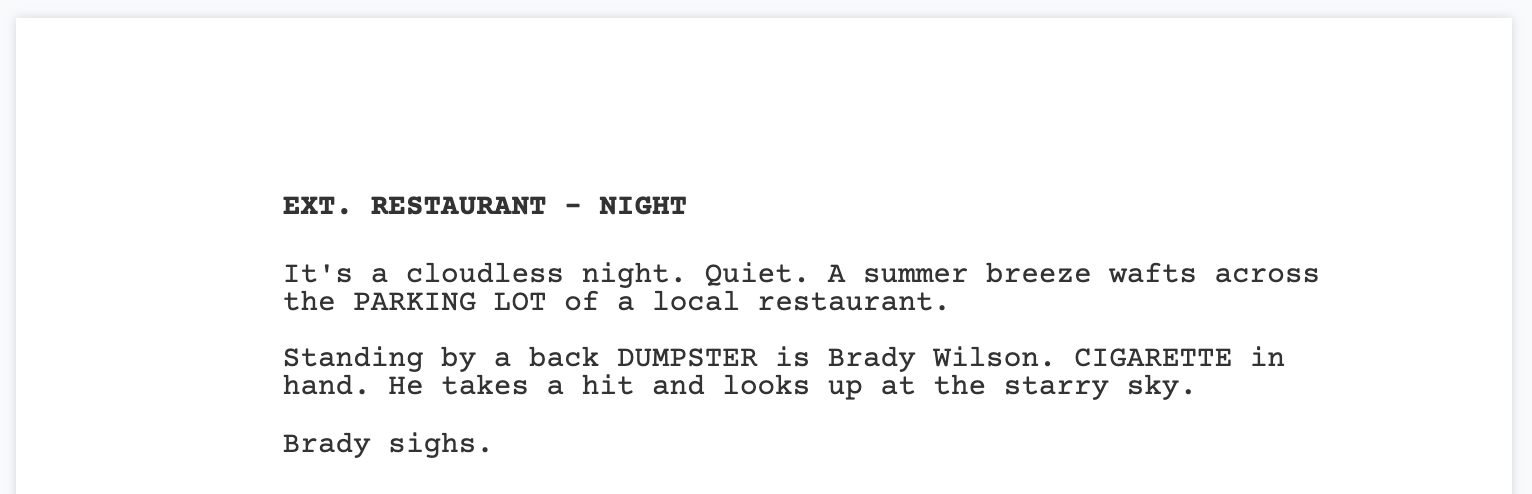 EXT. RESTAURANT - NIGHT
It's a cloudless night. Quiet. A summer breeze wafts across
the PARKING LOT of a local restaurant.
Standing by a back DUMPSTER is Brady Wilson. CIGARETTE in
hand. He takes a hit and looks up at the starry sky.
Brady sighs.